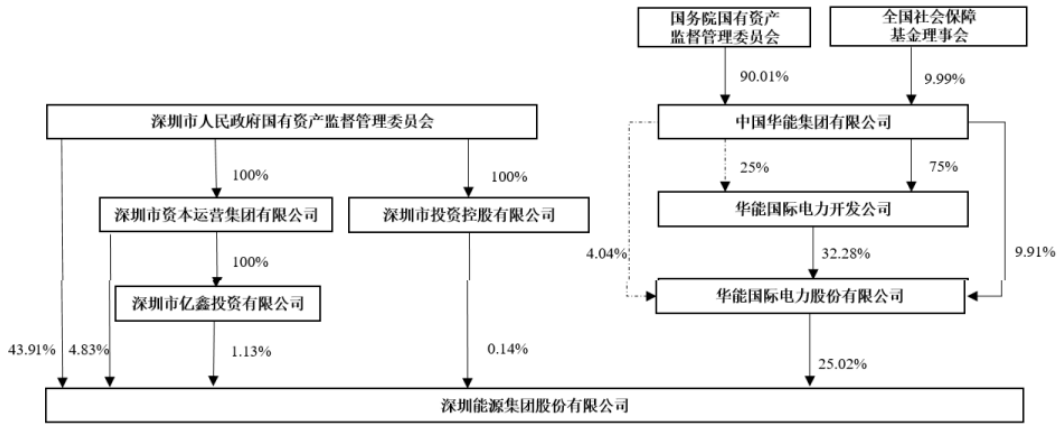 国务院国有资产
监督管理委员会
全国社会保障
基金理事会
90.01%
9.99%
深圳市人民政府国有资产监督管理委员会
中国华能集团有限公司
100%
100%
25%
75%
深圳市资本运营集团有限公司
深圳市投资控股有限公司
华能国际电力开发公司
100%
4.04%
32.28%
9.91%
深圳市亿鑫投资有限公司
华能国际电力股份有限公司
43.91%
4.83%
1.13%
0.14%
25.02%
深圳能源集团股份有限公司